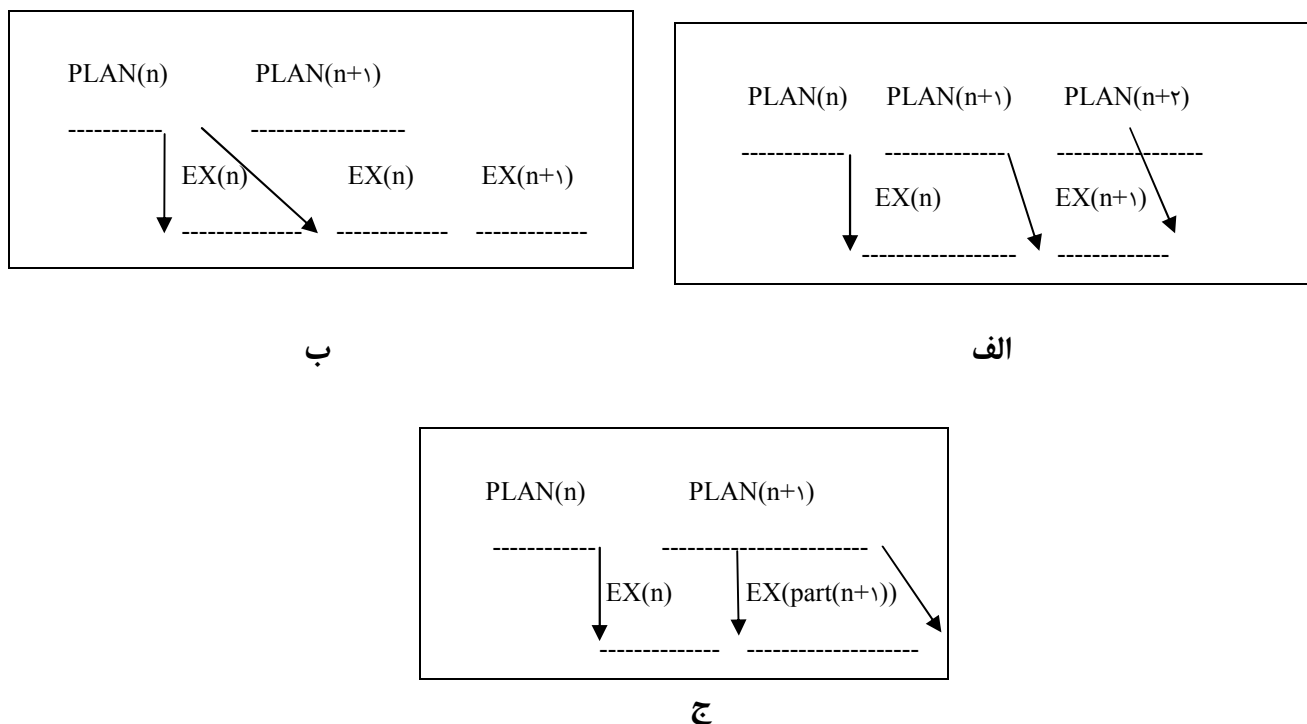 PLAN(n) PLAN(n+۱) PLAN(n+۲)
EX(n) EX(n+۱)
الف
PLAN(n) PLAN(n+۱)
EX(n) EX(n) EX(n+۱)
ب
PLAN(n) PLAN(n+۱)
EX(n) EX(part(n+۱))
ج